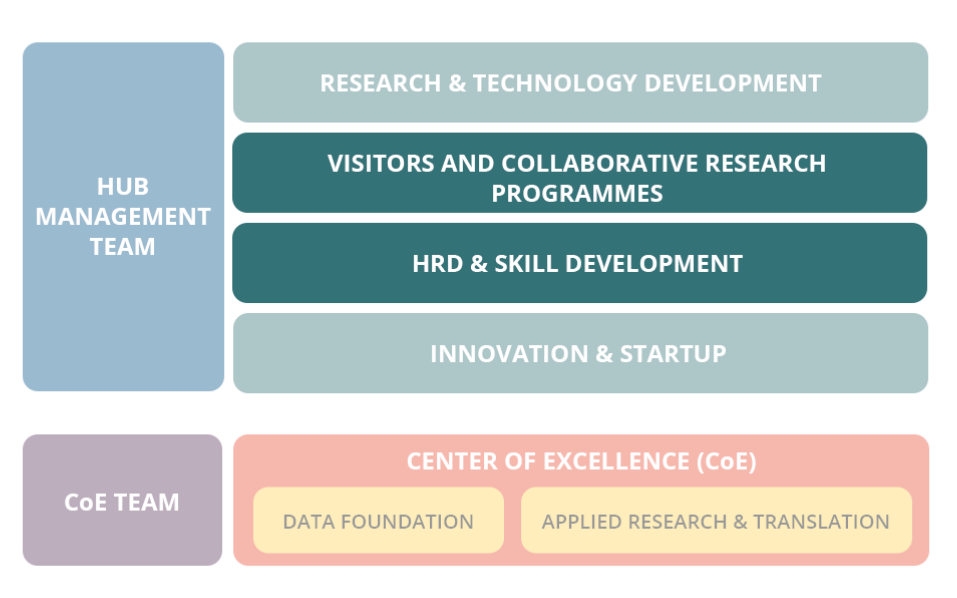 RESEARCH & TECHNOLOGY DEVELOPMENT
VISITORS AND COLLABORATIVE RESEARCH
PROGRAMMES
HUB
MANAGEMENT
TEAM
HRD & SKILL DEVELOPMENT
INNOVATION & STARTUP
CENTER OF EXCELLENCE (CoE)
CoE TEAM
DATA FOUNDATION
APPLIED RESEARCH & TRANSLATION